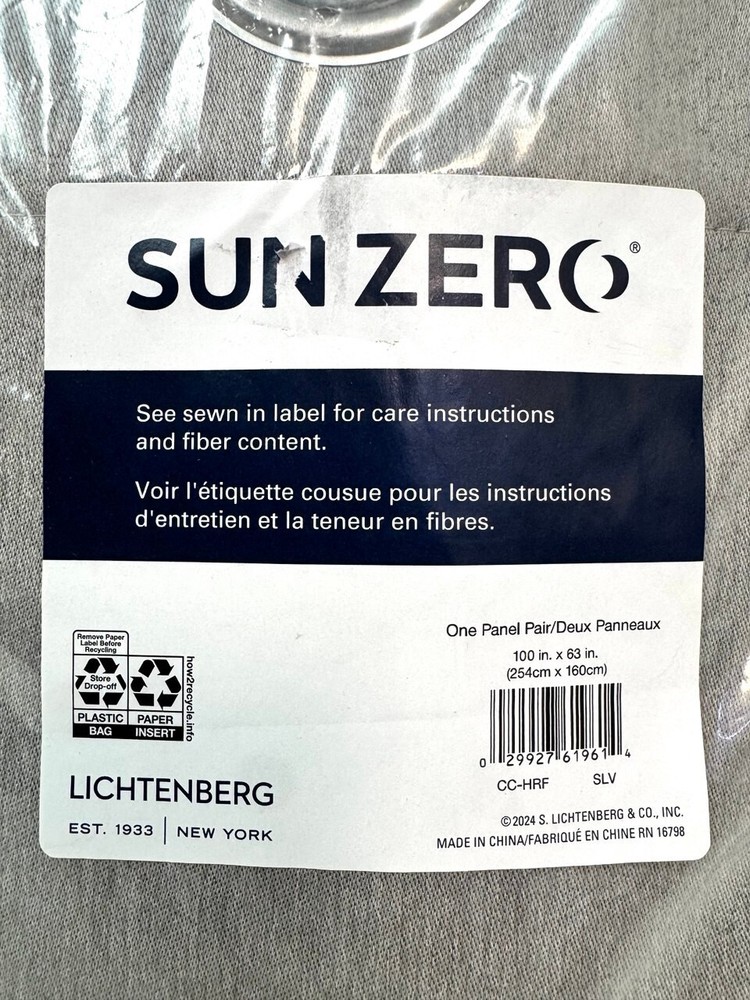 SUN ZERO®
See sewn in label for care instructions
and fiber content.
Voir l'étiquette cousue pour les instructions
d'entretien et la teneur en fibres.
Remove Paper
Label Before
Recycling
Store
Drop-off
PLASTIC
BAG
PAPER
INSERT
how2recycle.info
LICHTENBERG
EST. 1933 | NEW YORK
One Panel Pair/Deux Panneaux
100 in. x 63 in.
(254cm x 160cm)
0 29927 61961 4
CC-HRF SLV
©2024 S. LICHTENBERG & CO., INC.
MADE IN CHINA/FABRIQUÉ EN CHINE RN 16798